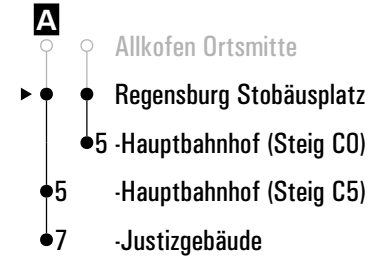 A
Allkofen Ortsmitte
Regensburg Stobäusplatz
5 -Hauptbahnhof (Steig C0)
5 -Hauptbahnhof (Steig C5)
7 -Justizgebäude